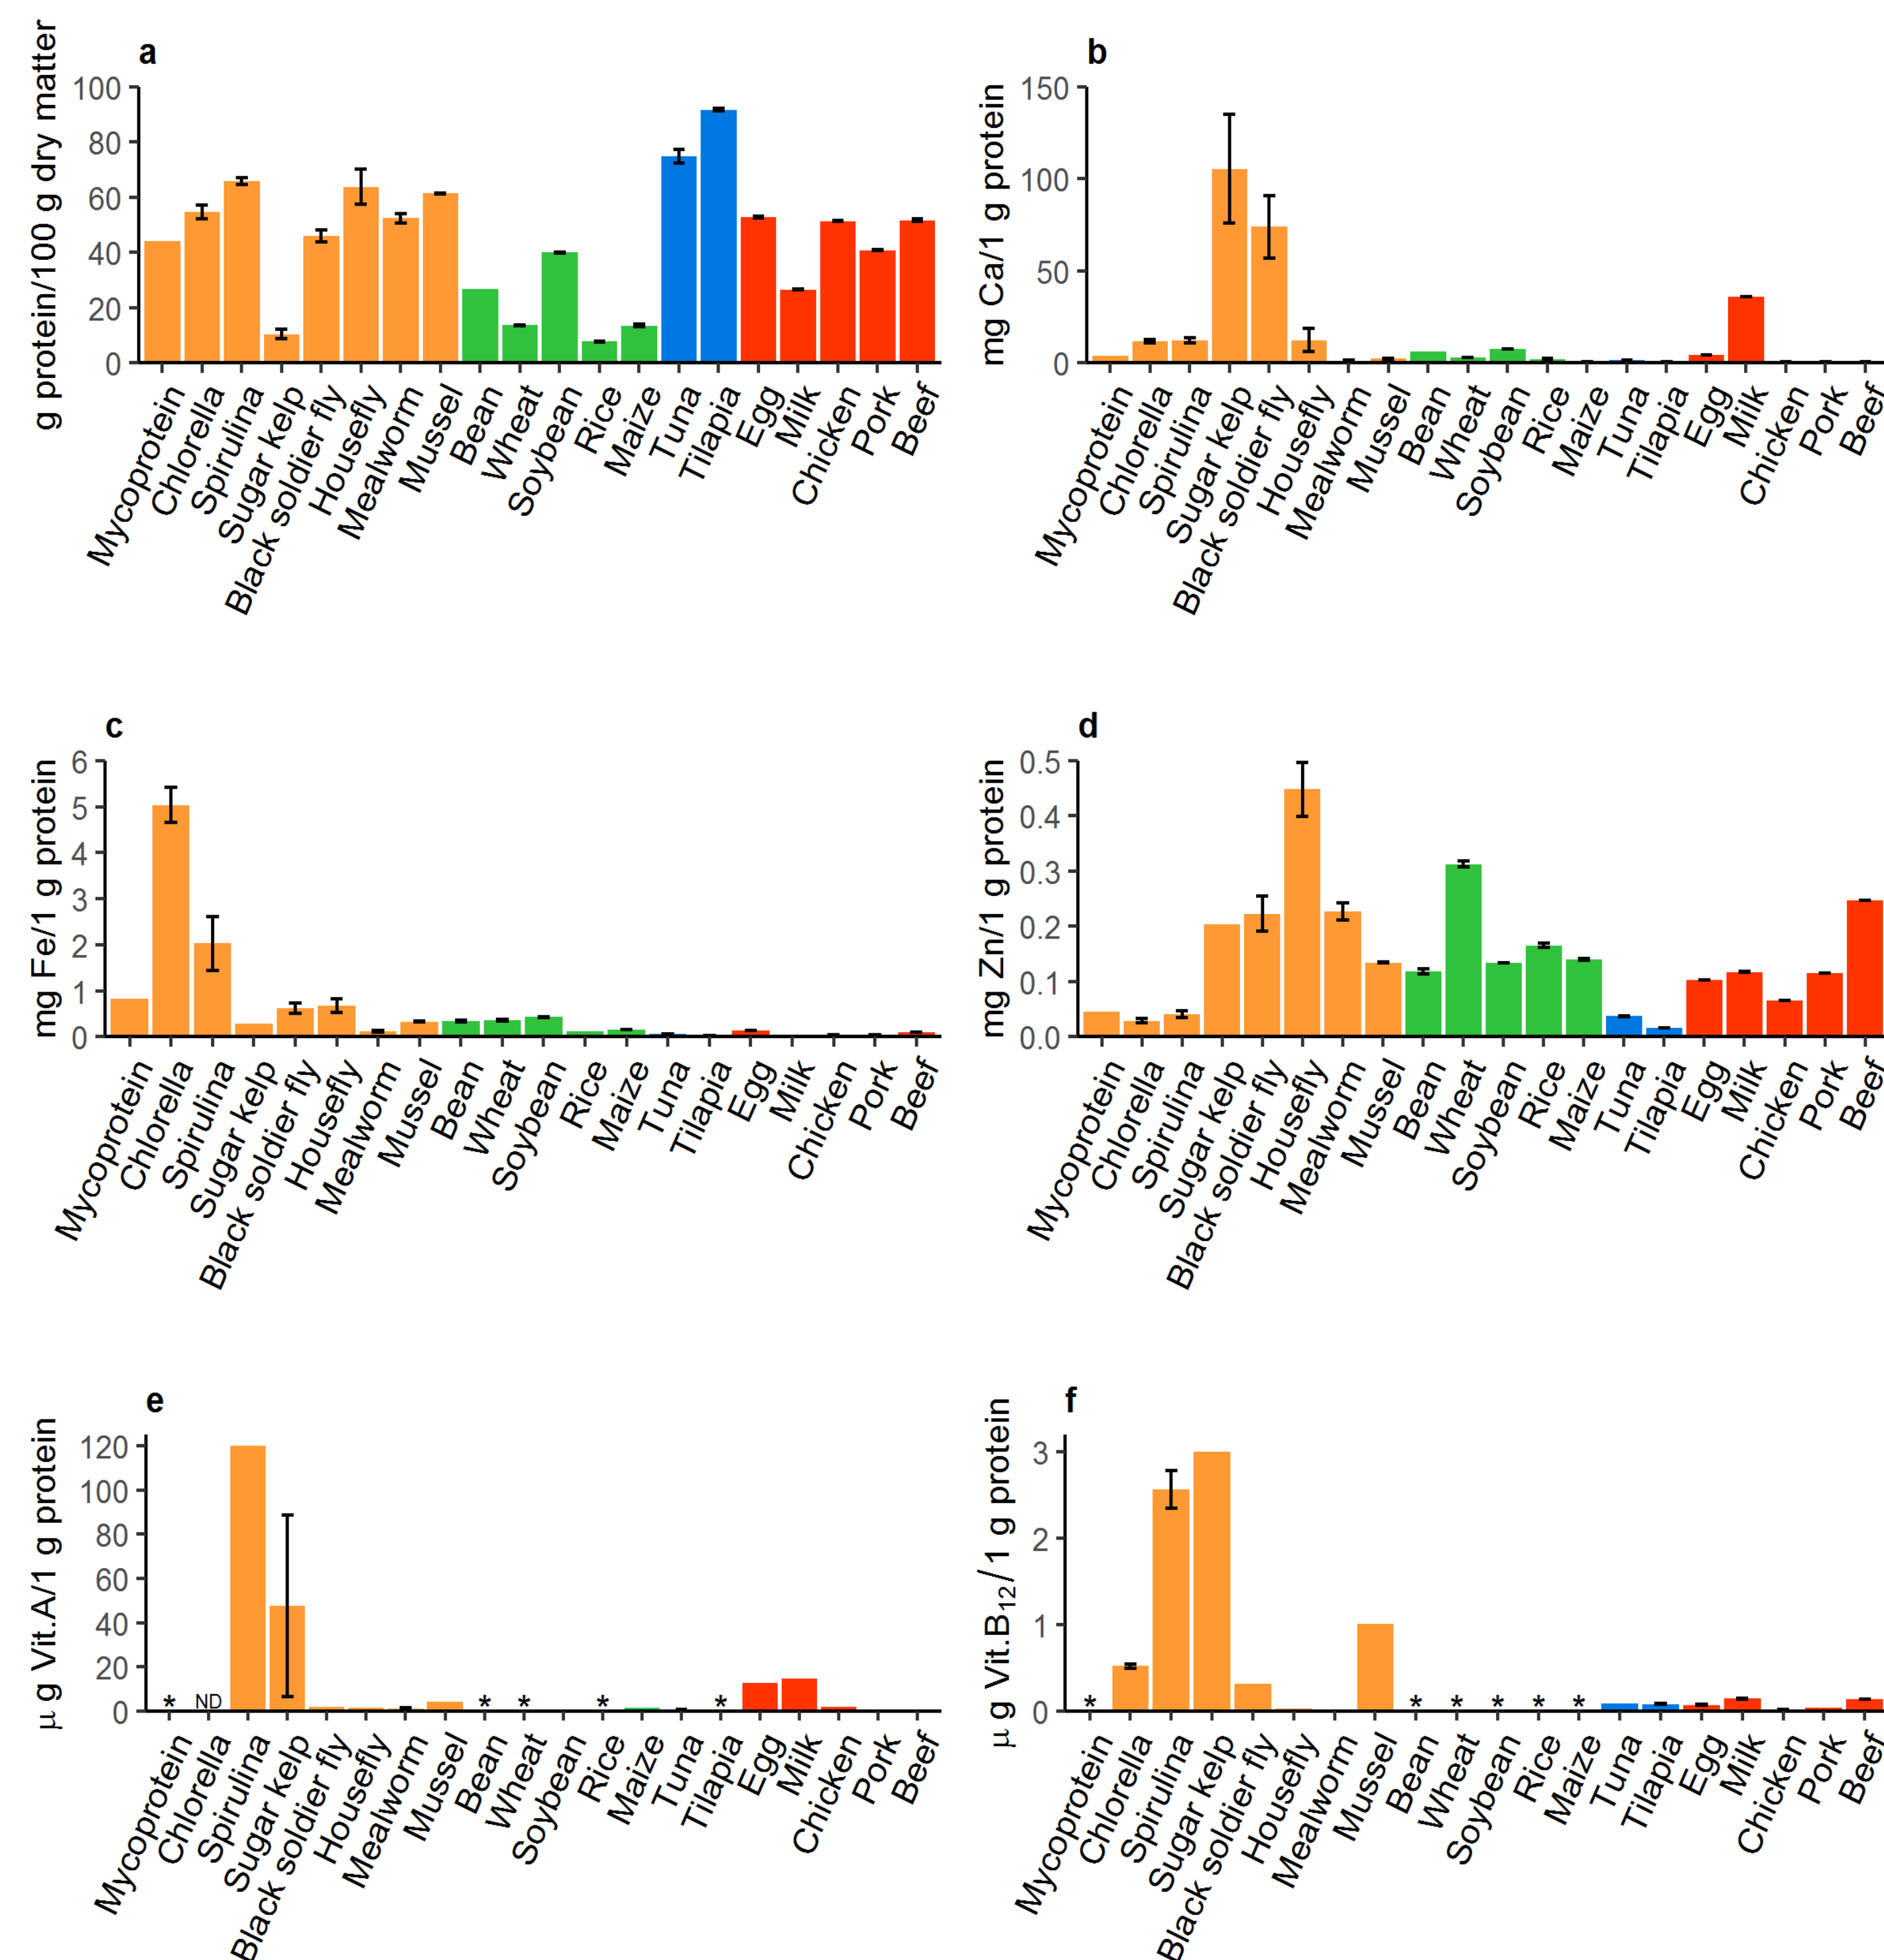 a
g protein/100 g dry matter
100
80
60
40
20
0
Mycoprotein
Chlorella
Spirulina
Sugar kelp
Black soldier fly
Housefly
Mealworm
Mussel
Bean
Wheat
Soybean
Rice
Maize
Tuna
Tilapia
Egg
Milk
Chicken
Pork
Beef
b
mg Ca/1 g protein
150
100
50
0
Mycoprotein
Chlorella
Spirulina
Sugar kelp
Black soldier fly
Housefly
Mealworm
Mussel
Bean
Wheat
Soybean
Rice
Maize
Tuna
Tilapia
Egg
Milk
Chicken
Pork
Beef
c
mg Fe/1 g protein
6
5
4
3
2
1
0
Mycoprotein
Chlorella
Spirulina
Sugar kelp
Black soldier fly
Housefly
Mealworm
Mussel
Bean
Wheat
Soybean
Rice
Maize
Tuna
Tilapia
Egg
Milk
Chicken
Pork
Beef
d
mg Zn/1 g protein
0.5
0.4
0.3
0.2
0.1
0.0
Mycoprotein
Chlorella
Spirulina
Sugar kelp
Black soldier fly
Housefly
Mealworm
Mussel
Bean
Wheat
Soybean
Rice
Maize
Tuna
Tilapia
Egg
Milk
Chicken
Pork
Beef
e
μ g Vit.A/1 g protein
120
100
80
60
40
20
0
* ND * * * *
Mycoprotein
Chlorella
Spirulina
Sugar kelp
Black soldier fly
Housefly
Mealworm
Mussel
Bean
Wheat
Soybean
Rice
Maize
Tuna
Tilapia
Egg
Milk
Chicken
Pork
Beef
f
μ g Vit.B₁₂/1 g protein
3
2
1
0
* * * * * *
Mycoprotein
Chlorella
Spirulina
Sugar kelp
Black soldier fly
Housefly
Mealworm
Mussel
Bean
Wheat
Soybean
Rice
Maize
Tuna
Tilapia
Egg
Milk
Chicken
Pork
Beef